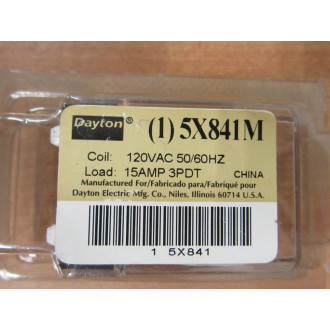 Dayton® (1) 5X841M
Coil: 120VAC 50/60HZ
Load: 15AMP 3PDT CHINA
Manufactured For/Fabricado para/Fabriqué pour
Dayton Electric Mfg. Co., Niles, Illinois 60714 U.S.A.
1 5X841